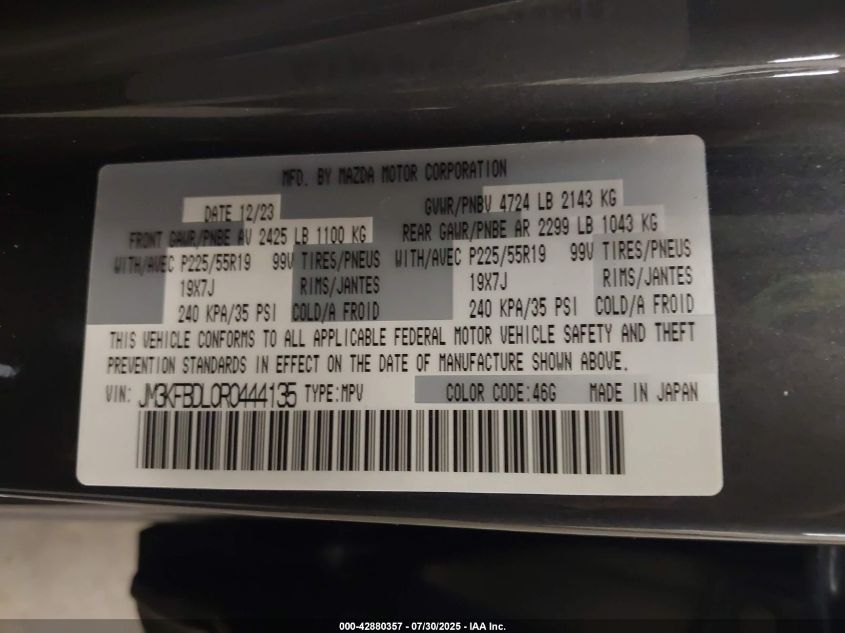 MFD. BY MAZDA MOTOR CORPORATION
DATE 12/23 GVWR/PNBV 4724 LB 2143 KG
FRONT GAWR/PNBE AV 2425 LB 1100 KG REAR GAWR/PNBE AR 2299 LB 1043 KG
WITH/AVEC P225/55R19 99V TIRES/PNEUS WITH/AVEC P225/55R19 99V TIRES/PNEUS
19X7J RIMS/JANTES 19X7J RIMS/JANTES
240 KPA/35 PSI COLD/A FROID 240 KPA/35 PSI COLD/A FROID
THIS VEHICLE CONFORMS TO ALL APPLICABLE FEDERAL MOTOR VEHICLE SAFETY AND THEFT
PREVENTION STANDARDS IN EFFECT ON THE DATE OF MANUFACTURE SHOWN ABOVE.
VIN: JM3KFBDL0R0444135 TYPE:MPV COLOR CODE:46G MADE IN JAPAN
000-42880357 - 07/30/2025 - IAA Inc.